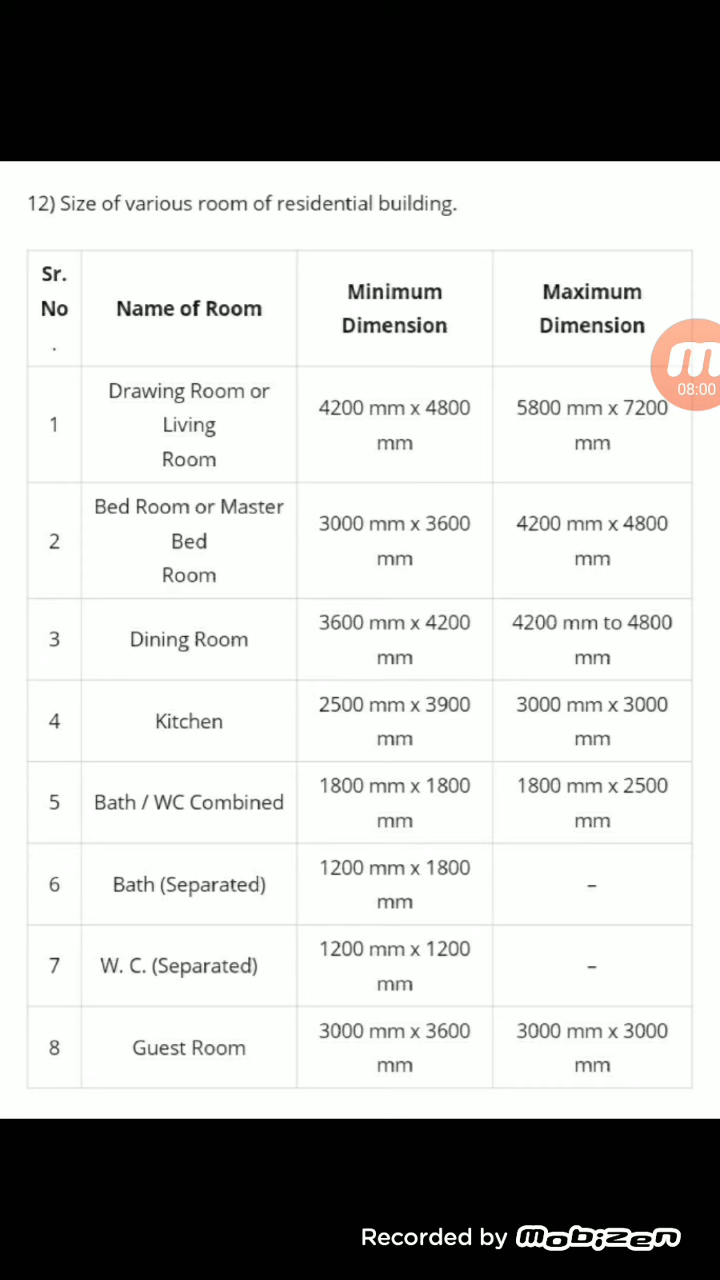 12) Size of various room of residential building.
Sr.
No
.
Name of Room
Minimum
Dimension
Maximum
Dimension
1
Drawing Room or
Living
Room
4200 mm x 4800
mm
5800 mm x 7200
mm
2
Bed Room or Master
Bed
Room
3000 mm x 3600
mm
4200 mm x 4800
mm
3
Dining Room
3600 mm x 4200
mm
4200 mm to 4800
mm
4
Kitchen
2500 mm x 3900
mm
3000 mm x 3000
mm
5
Bath / WC Combined
1800 mm x 1800
mm
1800 mm x 2500
mm
6
Bath (Separated)
1200 mm x 1800
mm
–
7
W. C. (Separated)
1200 mm x 1200
mm
–
8
Guest Room
3000 mm x 3600
mm
3000 mm x 3000
mm
m
08:00
Recorded by mobizen